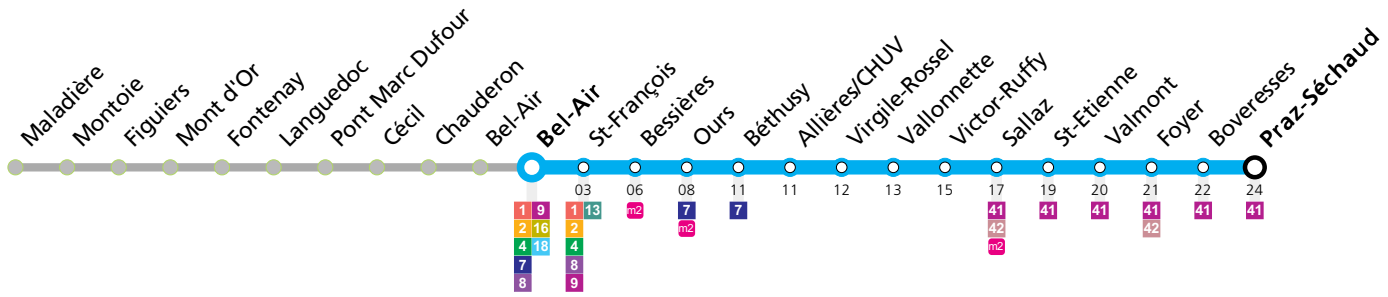 Maladière
Montoie
Figuiers
Mont d'Or
Fontenay
Languedoc
Pont Marc Dufour
Cécil
Chauderon
Bel-Air
Bel-Air
St-François
Bessières
Ours
Béthusy
Allières/CHUV
Virgile-Rossel
Vallonnette
Victor-Ruffy
Sallaz
St-Etienne
Valmont
Foyer
Boveresses
Praz-Séchaud
03 06 08 11 11 12 13 15 17 19 20 21 22 24
1 9 1 13 m2 7 7 41 41 41 41 41 41
2 16 2 m2 42 42
4 18 4 m2
7 8
8 9